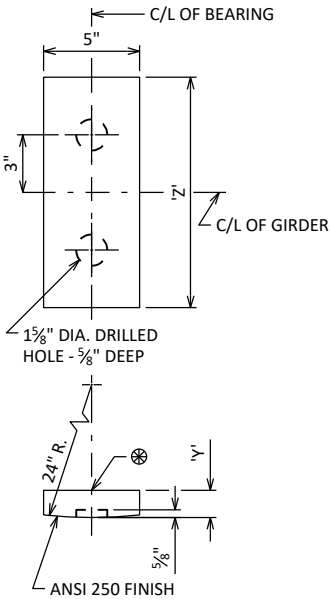 C/L OF BEARING
5"
3"
'Z'
C/L OF GIRDER
1⅝" DIA. DRILLED
HOLE - ⅝" DEEP
24" R.
'Y'
⅝"
ANSI 250 FINISH